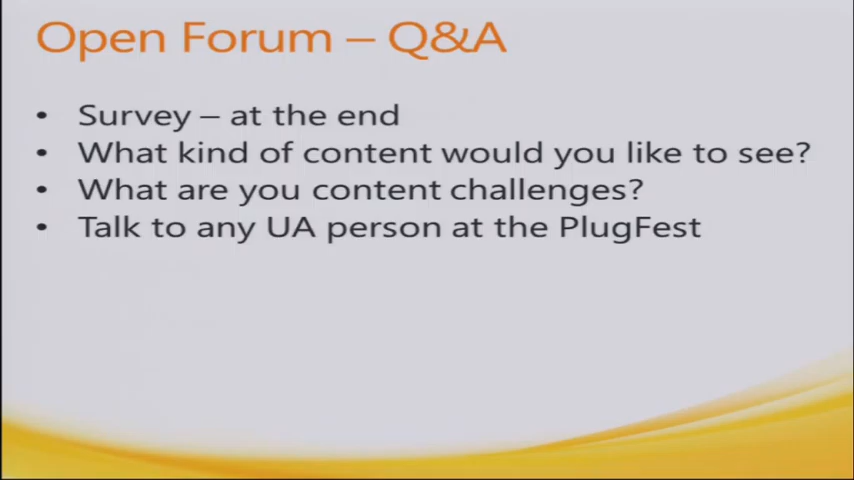 Open Forum – Q&A
• Survey – at the end
• What kind of content would you like to see?
• What are you content challenges?
• Talk to any UA person at the PlugFest